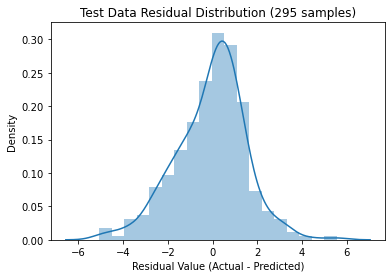 Test Data Residual Distribution (295 samples)
Density
0.30
0.25
0.20
0.15
0.10
0.05
0.00
−6 −4 −2 0 2 4 6
Residual Value (Actual - Predicted)